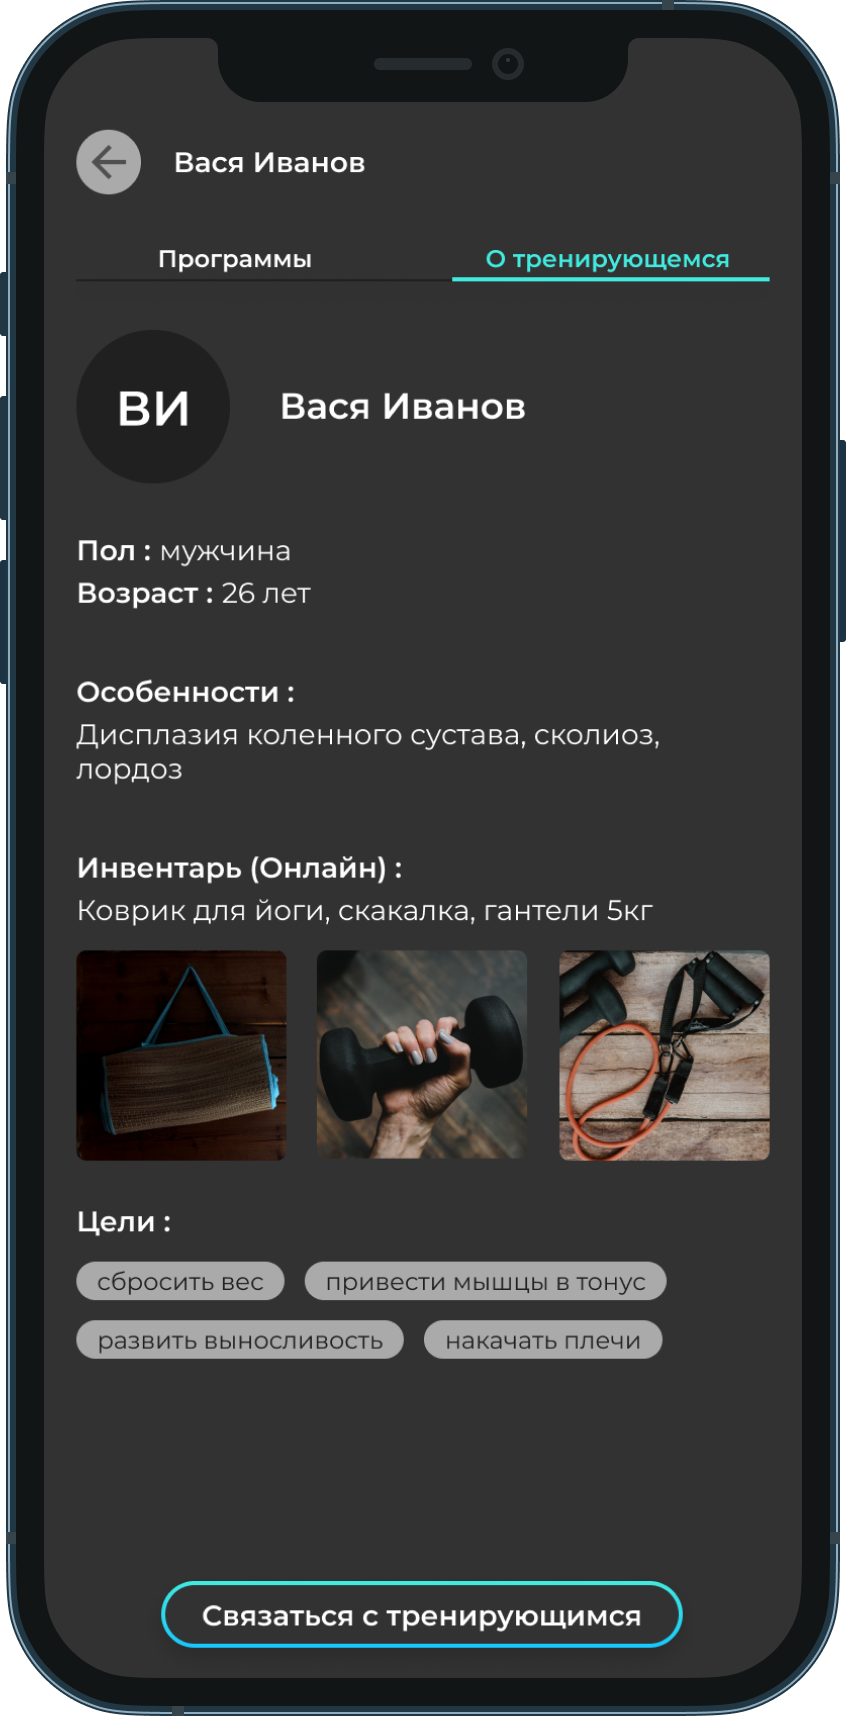 Вася Иванов
Программы
О тренирующемся
ВИ
Вася Иванов
Пол : мужчина
Возраст : 26 лет
Особенности :
Дисплазия коленного сустава, сколиоз,
лордоз
Инвентарь (Онлайн) :
Коврик для йоги, скакалка, гантели 5кг
Цели :
сбросить вес
привести мышцы в тонус
развить выносливость
накачать плечи
Связаться с тренирующимся